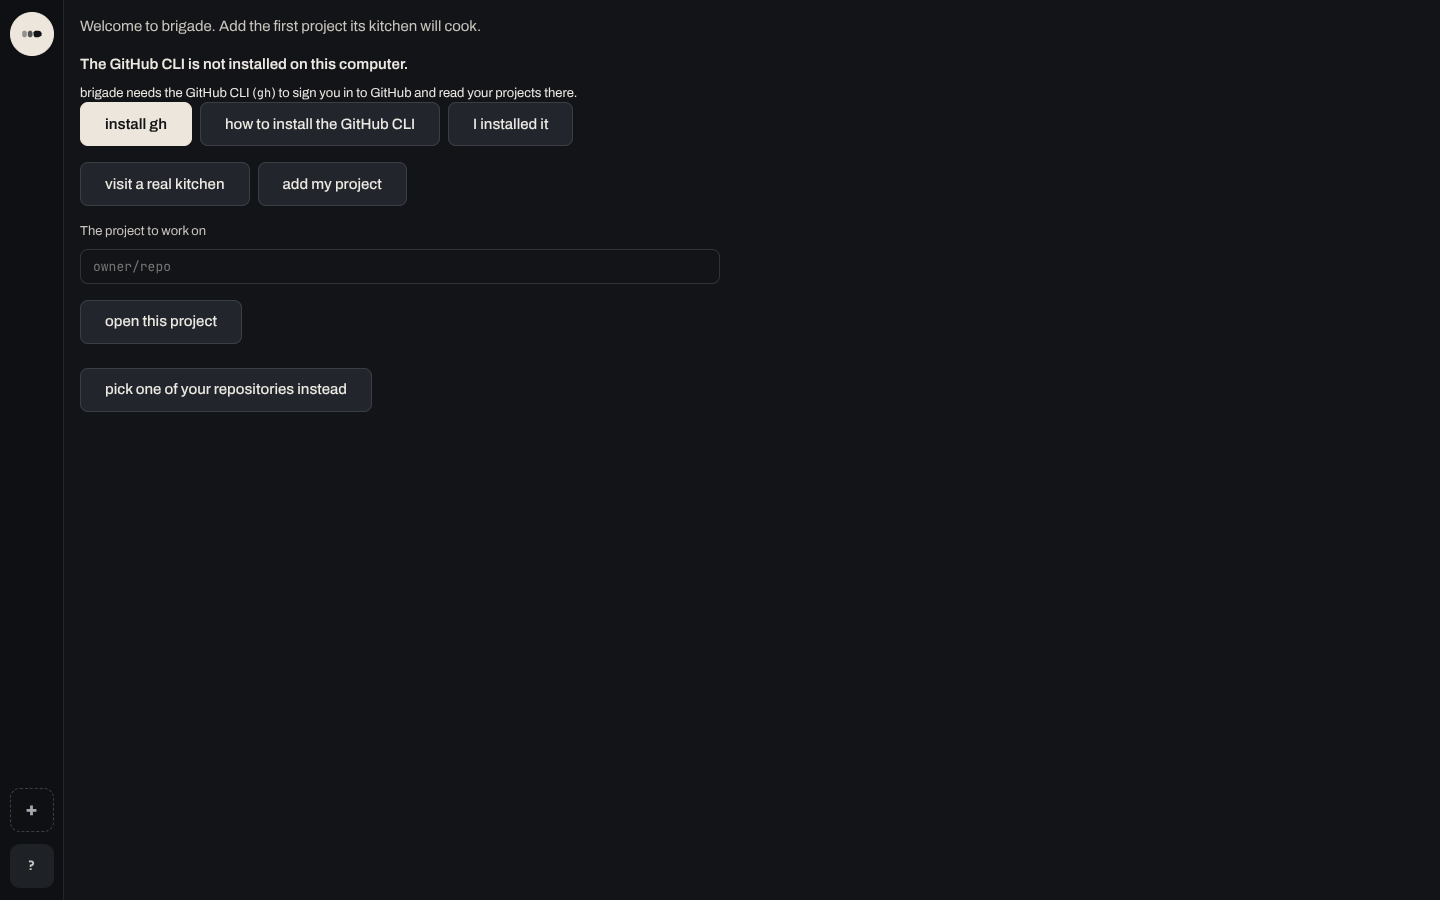 Welcome to brigade. Add the first project its kitchen will cook.
The GitHub CLI is not installed on this computer.
brigade needs the GitHub CLI (gh) to sign you in to GitHub and read your projects there.
install gh
how to install the GitHub CLI
I installed it
visit a real kitchen
add my project
The project to work on
owner/repo
open this project
pick one of your repositories instead
+
?